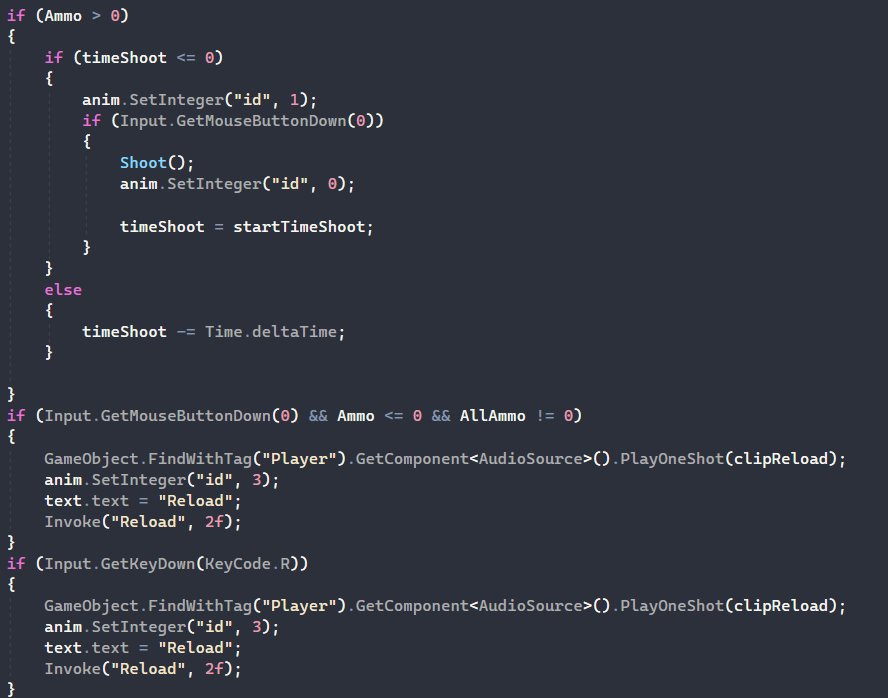 if (Ammo > 0)
{
    if (timeShoot <= 0)
    {
        anim.SetInteger("id", 1);
        if (Input.GetMouseButtonDown(0))
        {
            Shoot();
            anim.SetInteger("id", 0);

            timeShoot = startTimeShoot;
        }
    }
    else
    {
        timeShoot -= Time.deltaTime;
    }

}
if (Input.GetMouseButtonDown(0) && Ammo <= 0 && AllAmmo != 0)
{
    GameObject.FindWithTag("Player").GetComponent<AudioSource>().PlayOneShot(clipReload);
    anim.SetInteger("id", 3);
    text.text = "Reload";
    Invoke("Reload", 2f);
}
if (Input.GetKeyDown(KeyCode.R))
{
    GameObject.FindWithTag("Player").GetComponent<AudioSource>().PlayOneShot(clipReload);
    anim.SetInteger("id", 3);
    text.text = "Reload";
    Invoke("Reload", 2f);
}